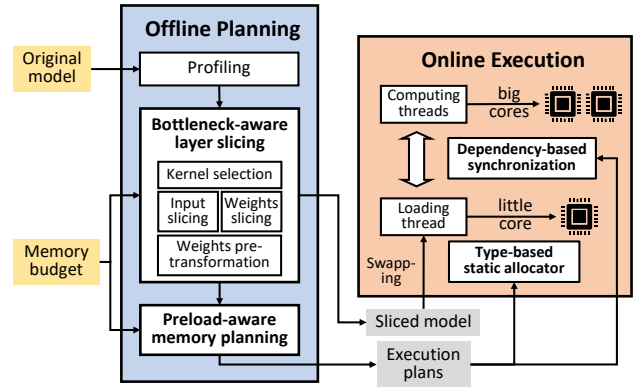 Offline Planning
Original
model
Profiling
Bottleneck-aware
layer slicing
Kernel selection
Input
slicing
Weights
slicing
Weights pre-
transformation
Memory
budget
Preload-aware
memory planning
Online Execution
Computing
threads
big
cores
Dependency-based
synchronization
Loading
thread
little
core
Swapp-
ing
Type-based
static allocator
Sliced model
Execution
plans